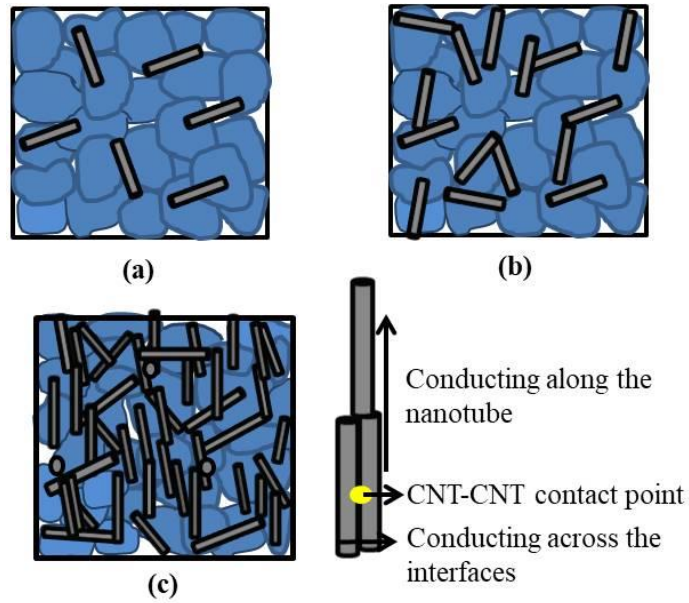 (a)
(b)
Conducting along the
nanotube
CNT-CNT contact point
Conducting across the
interfaces
(c)